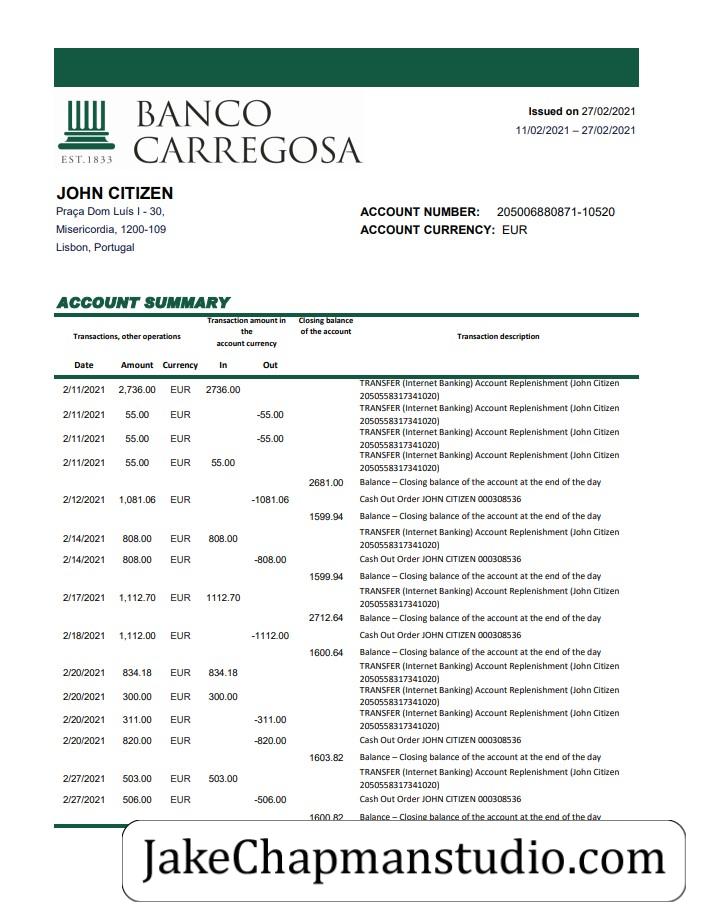 BANCO
CARREGOSA
EST.1833
Issued on 27/02/2021
11/02/2021 – 27/02/2021
JOHN CITIZEN
Praça Dom Luís I - 30,
Misericordia, 1200-109
Lisbon, Portugal
ACCOUNT NUMBER: 205006880871-10520
ACCOUNT CURRENCY: EUR
ACCOUNT SUMMARY
Transactions, other operations
Transaction amount in
the
account currency
Closing balance
of the account
Transaction description
Date Amount Currency In Out
2/11/2021 2,736.00 EUR 2736.00 TRANSFER (Internet Banking) Account Replenishment (John Citizen
2050558317341020)
2/11/2021 55.00 EUR -55.00 TRANSFER (Internet Banking) Account Replenishment (John Citizen
2050558317341020)
2/11/2021 55.00 EUR -55.00 TRANSFER (Internet Banking) Account Replenishment (John Citizen
2050558317341020)
2/11/2021 55.00 EUR 55.00 TRANSFER (Internet Banking) Account Replenishment (John Citizen
2050558317341020)
2681.00 Balance – Closing balance of the account at the end of the day
2/12/2021 1,081.06 EUR -1081.06 Cash Out Order JOHN CITIZEN 000308536
1599.94 Balance – Closing balance of the account at the end of the day
2/14/2021 808.00 EUR 808.00 TRANSFER (Internet Banking) Account Replenishment (John Citizen
2050558317341020)
2/14/2021 808.00 EUR -808.00 Cash Out Order JOHN CITIZEN 000308536
1599.94 Balance – Closing balance of the account at the end of the day
2/17/2021 1,112.70 EUR 1112.70 TRANSFER (Internet Banking) Account Replenishment (John Citizen
2050558317341020)
2712.64 Balance – Closing balance of the account at the end of the day
2/18/2021 1,112.00 EUR -1112.00 Cash Out Order JOHN CITIZEN 000308536
1600.64 Balance – Closing balance of the account at the end of the day
2/20/2021 834.18 EUR 834.18 TRANSFER (Internet Banking) Account Replenishment (John Citizen
2050558317341020)
2/20/2021 300.00 EUR 300.00 TRANSFER (Internet Banking) Account Replenishment (John Citizen
2050558317341020)
2/20/2021 311.00 EUR -311.00 TRANSFER (Internet Banking) Account Replenishment (John Citizen
2050558317341020)
2/20/2021 820.00 EUR -820.00 Cash Out Order JOHN CITIZEN 000308536
1603.82 Balance – Closing balance of the account at the end of the day
2/27/2021 503.00 EUR 503.00 TRANSFER (Internet Banking) Account Replenishment (John Citizen
2050558317341020)
2/27/2021 506.00 EUR -506.00 Cash Out Order JOHN CITIZEN 000308536
1600.82 Balance – Closing balance of the account at the end of the day
JakeChapmanstudio.com